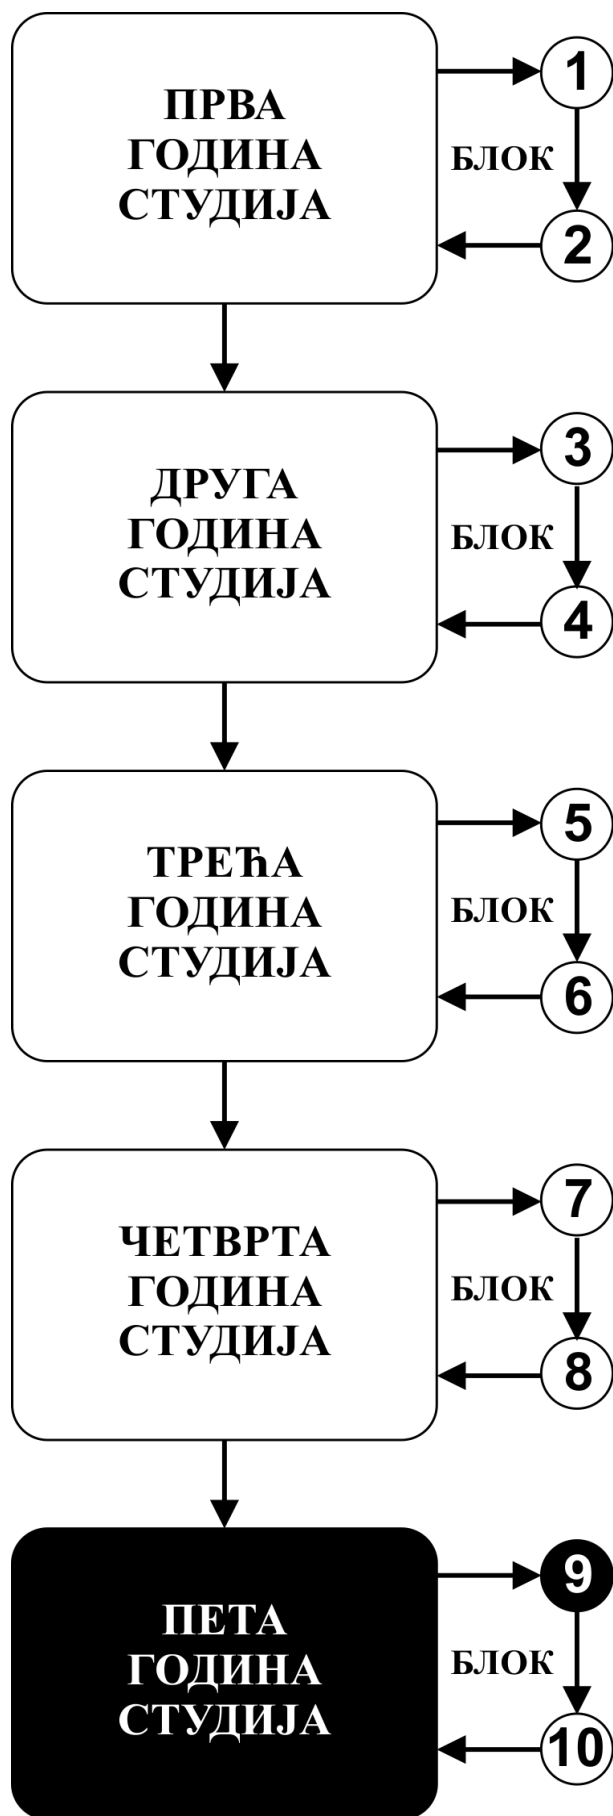 ПРВА
ГОДИНА
СТУДИЈА
1
БЛОК
2
ДРУГА
ГОДИНА
СТУДИЈА
3
БЛОК
4
ТРЕЋА
ГОДИНА
СТУДИЈА
5
БЛОК
6
ЧЕТВРТА
ГОДИНА
СТУДИЈА
7
БЛОК
8
ПЕТА
ГОДИНА
СТУДИЈА
9
БЛОК
10